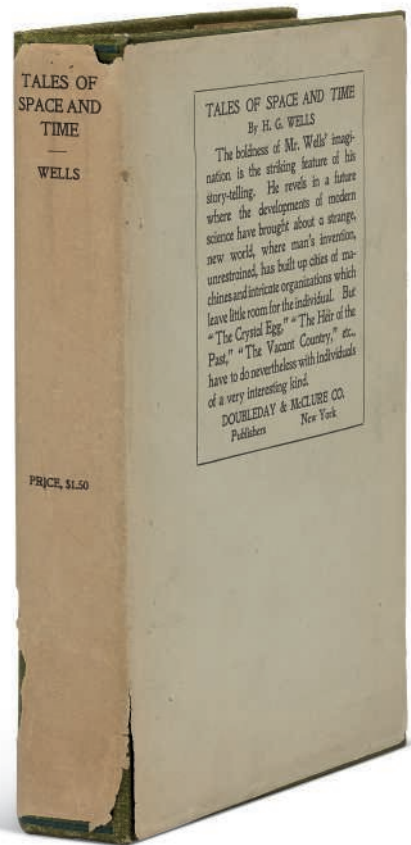 TALES OF
SPACE AND
TIME
WELLS
PRICE, $1.50
TALES OF SPACE AND TIME
By H. G. WELLS
The boldness of Mr. Wells' imagi-
nation is the striking feature of his
story-telling. He revels in a future
where the developments of modern
science have brought about a strange,
new world, where man's invention,
unrestrained, has built up cities of ma-
chines and intricate organizations which
leave little room for the individual. But
"The Crystal Egg," "The Heir of the
Past," "The Vacant Country," etc.,
have to do nevertheless with individuals
of a very interesting kind.
DOUBLEDAY & McCLURE CO.
Publishers New York